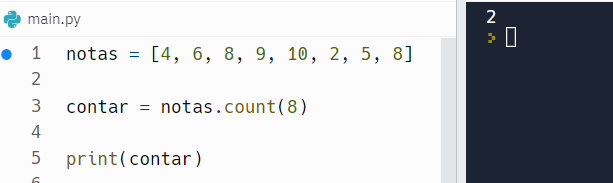 main.py
1 notas = [4, 6, 8, 9, 10, 2, 5, 8]
2
3 contar = notas.count(8)
4
5 print(contar)
2
>